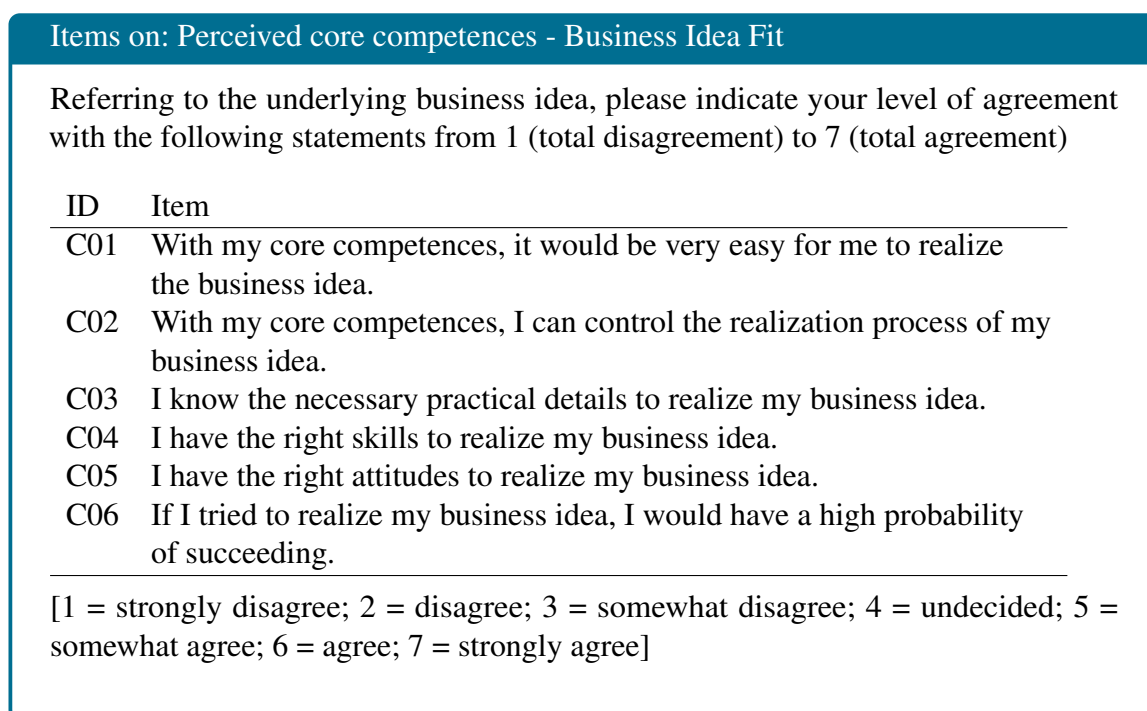 Items on: Perceived core competences - Business Idea Fit
Referring to the underlying business idea, please indicate your level of agreement
with the following statements from 1 (total disagreement) to 7 (total agreement)
ID Item
C01 With my core competences, it would be very easy for me to realize
the business idea.
C02 With my core competences, I can control the realization process of my
business idea.
C03 I know the necessary practical details to realize my business idea.
C04 I have the right skills to realize my business idea.
C05 I have the right attitudes to realize my business idea.
C06 If I tried to realize my business idea, I would have a high probability
of succeeding.
[1 = strongly disagree; 2 = disagree; 3 = somewhat disagree; 4 = undecided; 5 =
somewhat agree; 6 = agree; 7 = strongly agree]